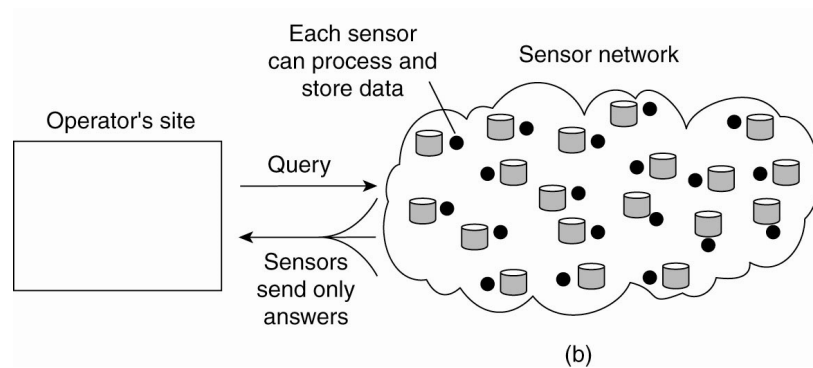 Each sensor
can process and
store data
Sensor network
Operator's site
Query
Sensors
send only
answers
(b)